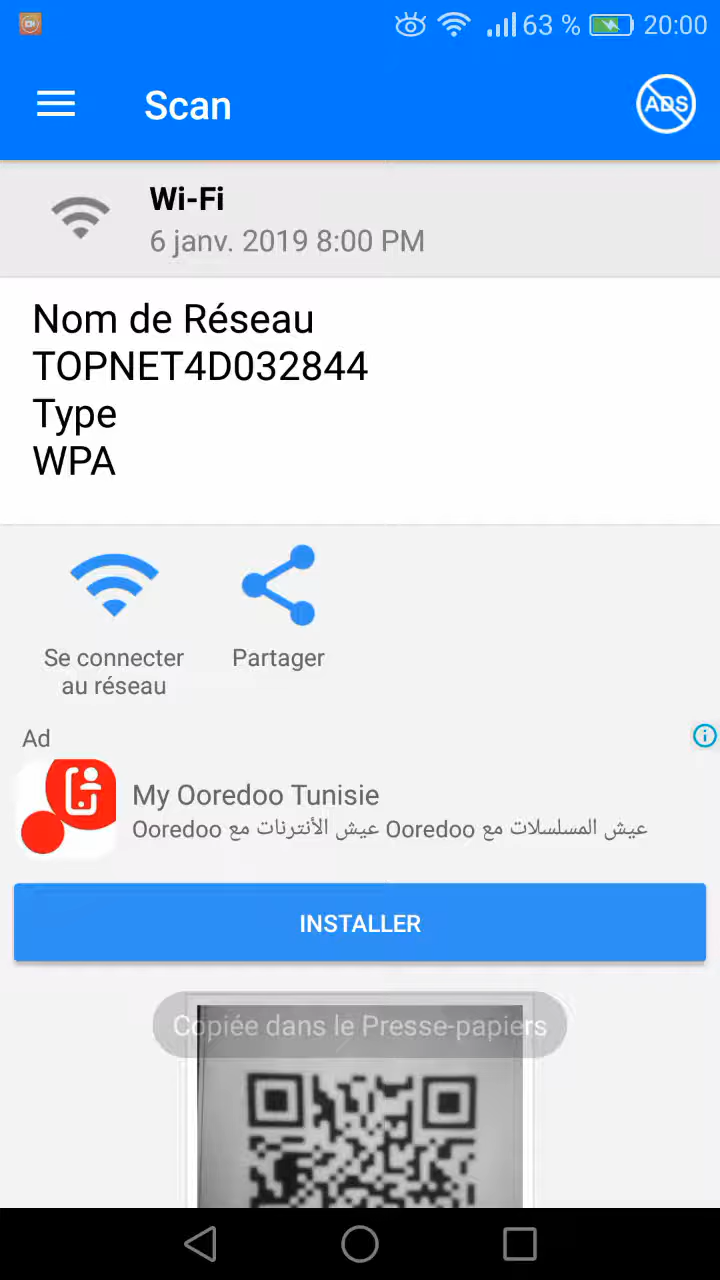 63 % 20:00
Scan
ADS
Wi-Fi
6 janv. 2019 8:00 PM
Nom de Réseau
TOPNET4D032844
Type
WPA
Se connecter
au réseau
Partager
Ad
My Ooredoo Tunisie
عيش المسلسلات مع Ooredoo عيش الأنترنات مع Ooredoo
INSTALLER
Copiée dans le Presse-papiers